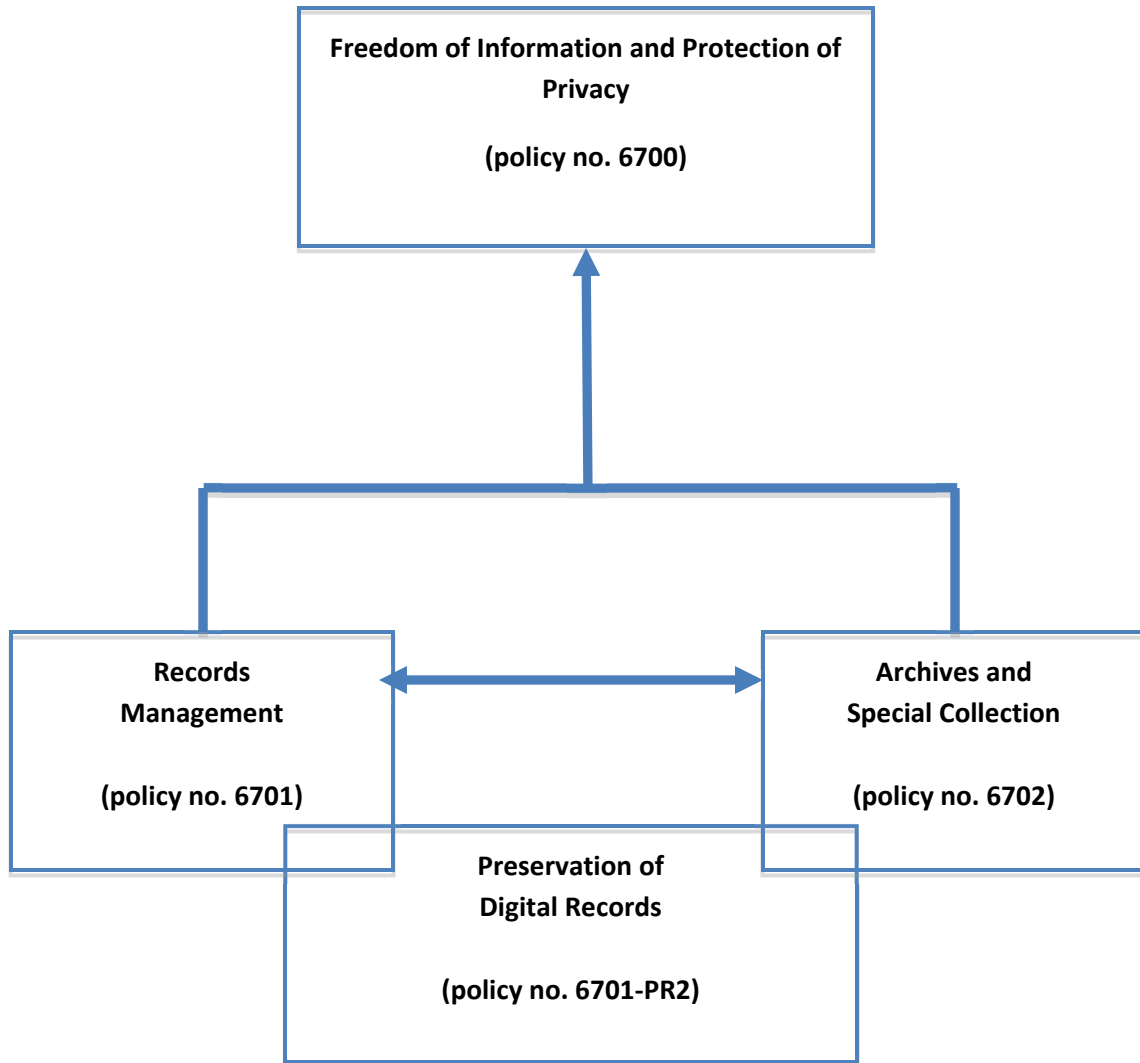 Freedom of Information and Protection of
Privacy
(policy no. 6700)
Records
Management
(policy no. 6701)
Archives and
Special Collection
(policy no. 6702)
Preservation of
Digital Records
(policy no. 6701-PR2)